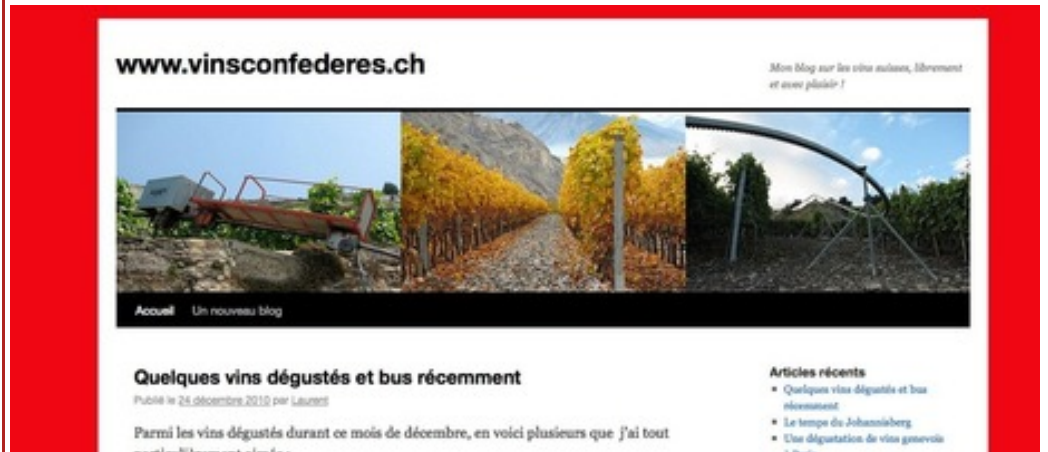 www.vinsconfederes.ch
Mon blog sur les vins suisses, librement
et avec plaisir !
Accueil Un nouveau blog
Quelques vins dégustés et bus récemment
Publié le 24 décembre 2010 par Laurent
Parmi les vins dégustés durant ce mois de décembre, en voici plusieurs que j'ai tout
Articles récents
Quelques vins dégustés et bus
récemment
Le temps du Johannisberg
Une dégustation de vins genevois